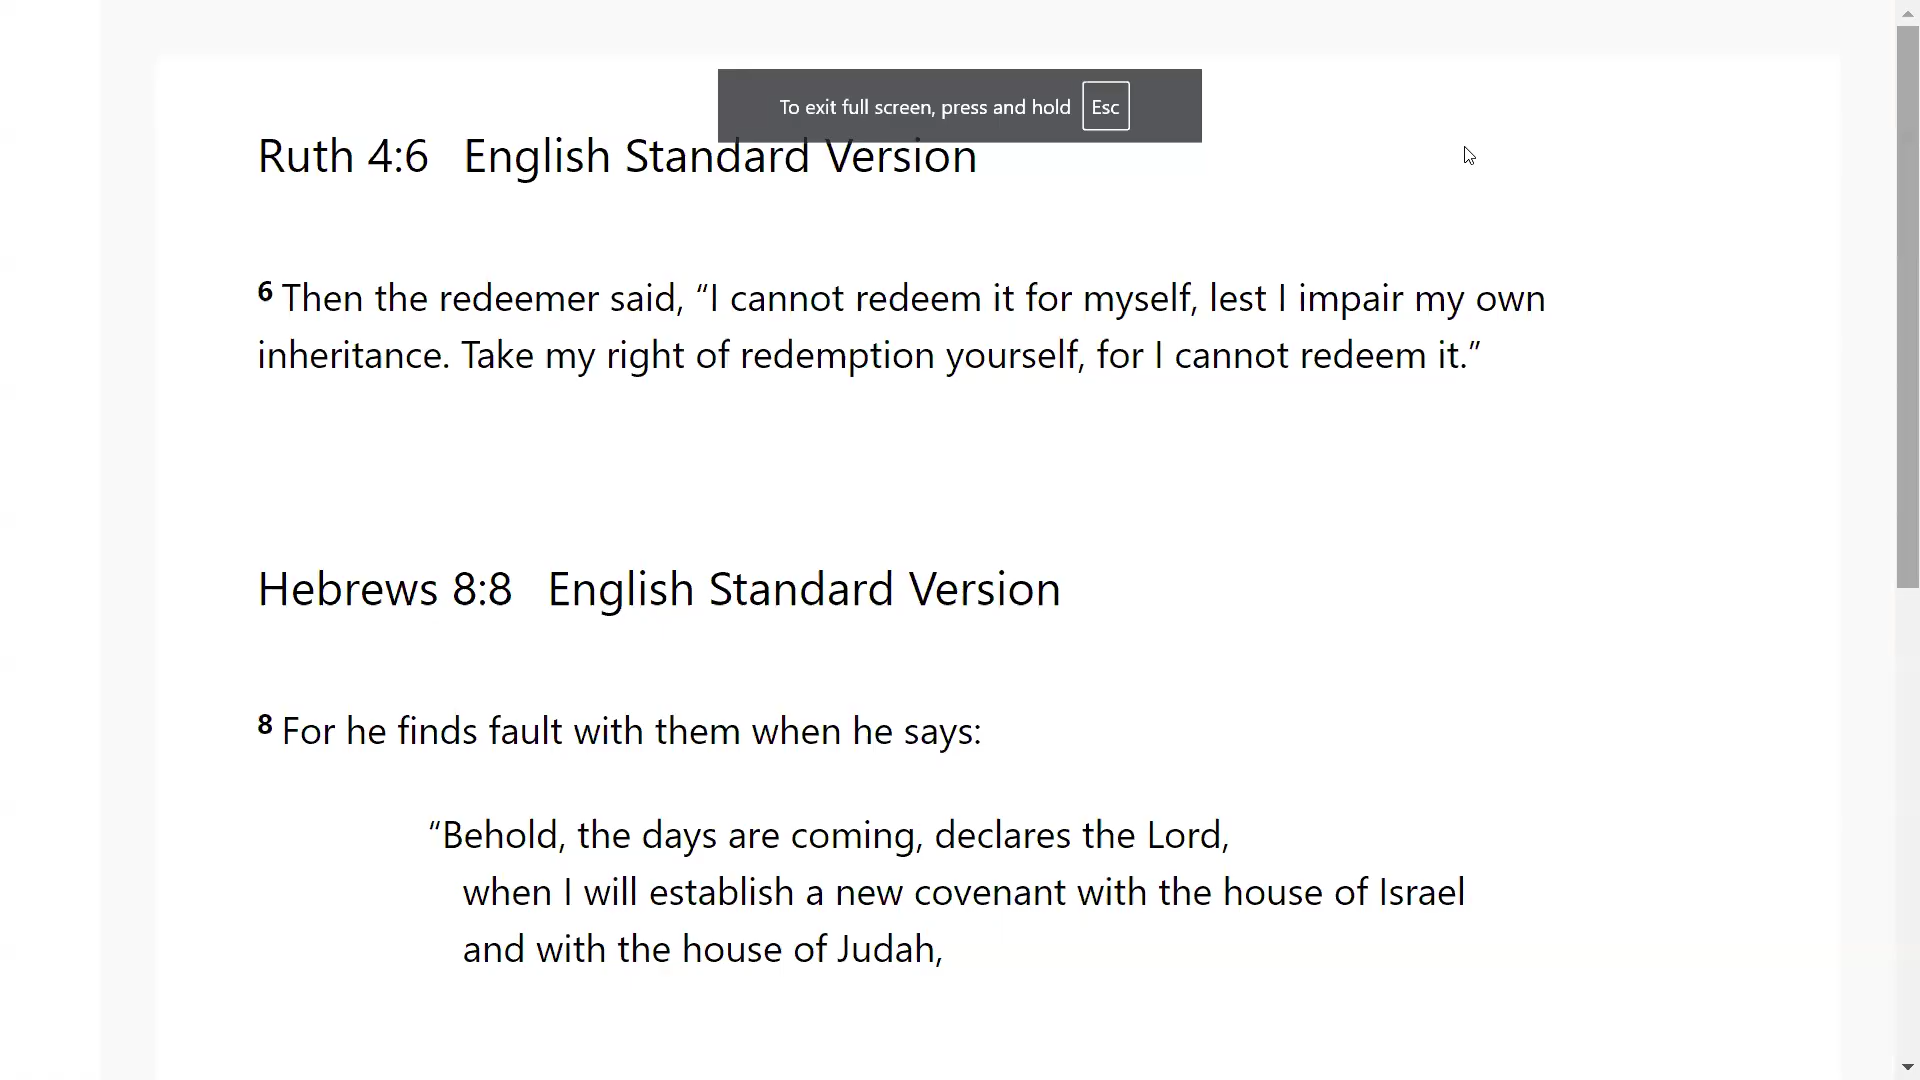 To exit full screen, press and hold Esc
Ruth 4:6 English Standard Version
6 Then the redeemer said, “I cannot redeem it for myself, lest I impair my own
inheritance. Take my right of redemption yourself, for I cannot redeem it.”
Hebrews 8:8 English Standard Version
8 For he finds fault with them when he says:
“Behold, the days are coming, declares the Lord,
when I will establish a new covenant with the house of Israel
and with the house of Judah,